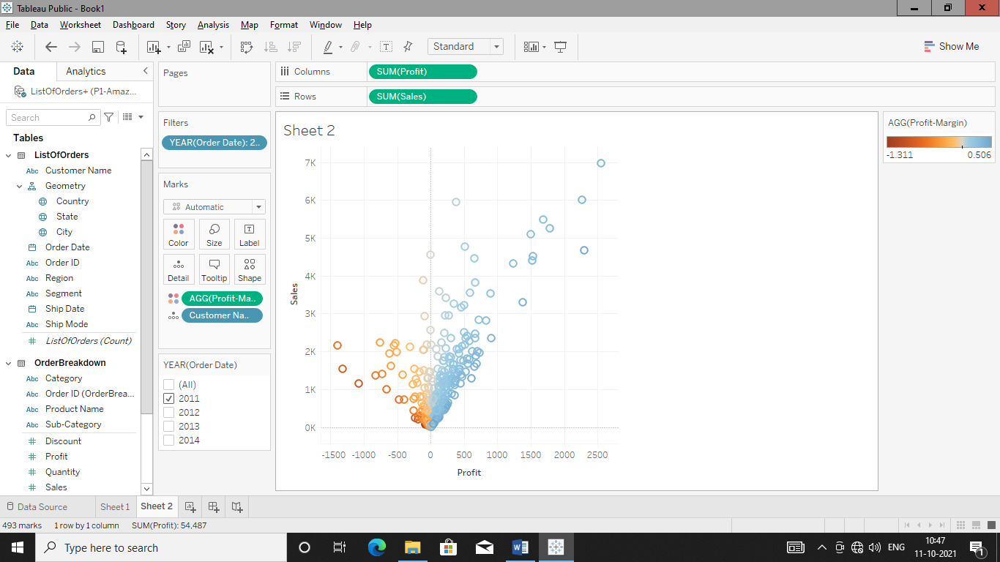 Tableau Public - Book1
File Data Worksheet Dashboard Story Analysis Map Format Window Help
Standard
Show Me
Data Analytics
ListOfOrders+ (P1-Amaz...
Search
Tables
ListOfOrders
Abc Customer Name
Geometry
Country
State
City
Order Date
Abc Order ID
Abc Region
Abc Segment
Ship Date
Abc Ship Mode
# ListOfOrders (Count)
OrderBreakdown
Abc Category
Abc Order ID (OrderBrea...
Abc Product Name
Abc Sub-Category
# Discount
# Profit
# Quantity
# Sales
Pages
Filters
YEAR(Order Date): 2..
Marks
Automatic
Color Size Label
Detail Tooltip Shape
AGG(Profit-Ma..
Customer Na..
YEAR(Order Date)
(All)
2011
2012
2013
2014
Columns SUM(Profit)
Rows SUM(Sales)
Sheet 2
7K
6K
5K
4K
3K
2K
1K
0K
Sales
-1500 -1000 -500 0 500 1000 1500 2000 2500
Profit
AGG(Profit-Margin)
-1.311 0.506
Data Source Sheet 1 Sheet 2
493 marks 1 row by 1 column SUM(Profit): 54,487
Type here to search
W
ENG
10:47
11-10-2021
1